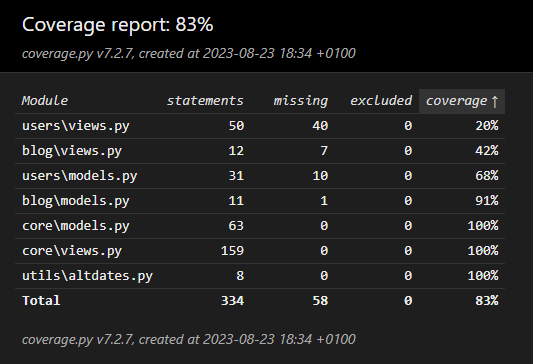 Coverage report: 83%
coverage.py v7.2.7, created at 2023-08-23 18:34 +0100
Module statements missing excluded coverage ↑
users\views.py 50 40 0 20%
blog\views.py 12 7 0 42%
users\models.py 31 10 0 68%
blog\models.py 11 1 0 91%
core\models.py 63 0 0 100%
core\views.py 159 0 0 100%
utils\altdates.py 8 0 0 100%
Total 334 58 0 83%
coverage.py v7.2.7, created at 2023-08-23 18:34 +0100